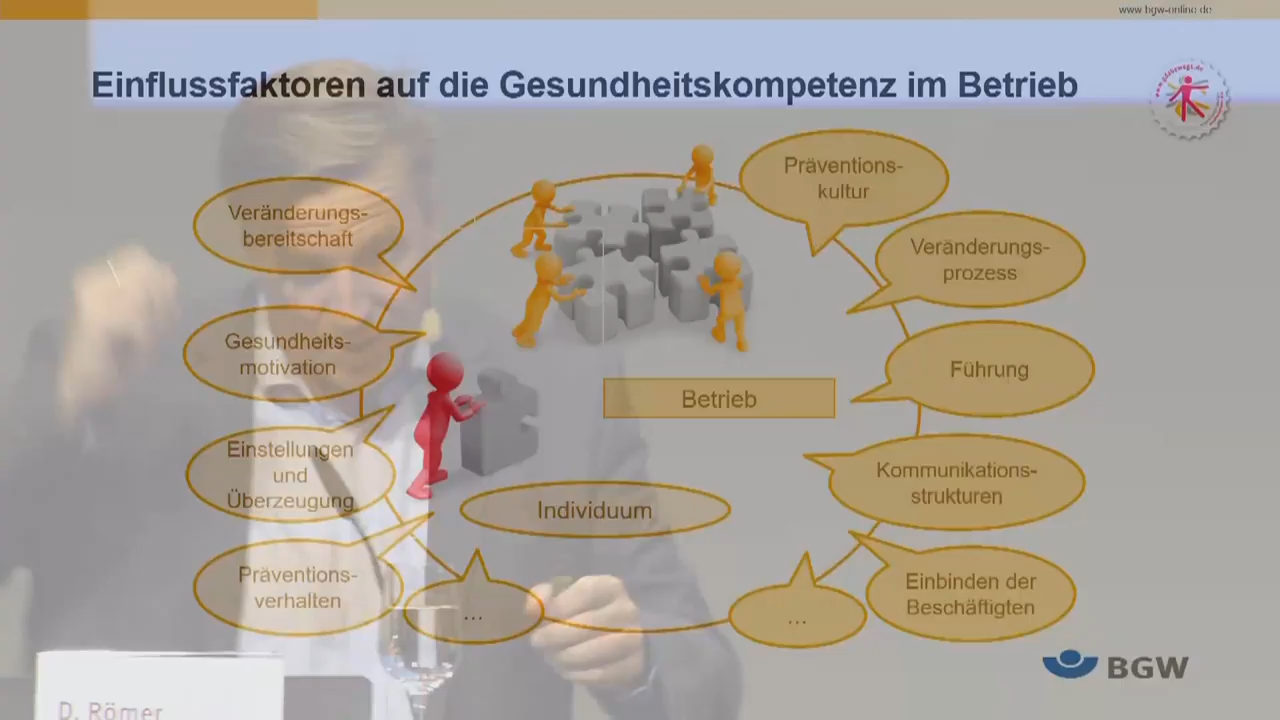 www.bgw-online.de
Einflussfaktoren auf die Gesundheitskompetenz im Betrieb
Präventions-
kultur
Veränderungs-
bereitschaft
Veränderungs-
prozess
Gesundheits-
motivation
Führung
Betrieb
Einstellungen
und
Überzeugung
Kommunikations-
strukturen
Individuum
Präventions-
verhalten
Einbinden der
Beschäftigten
...
...
BGW
D. Römer